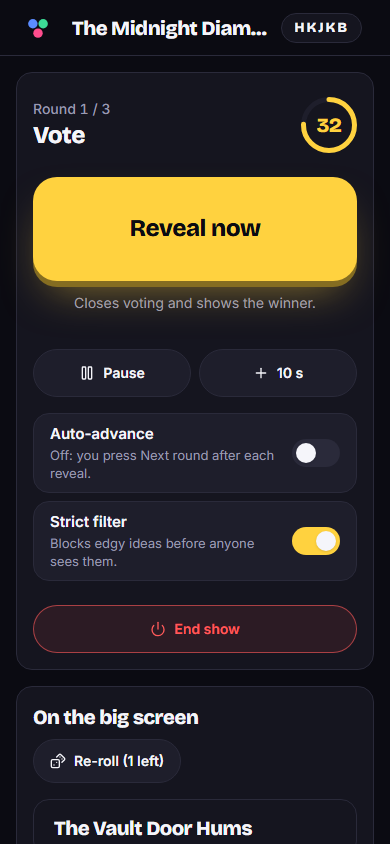 The Midnight Diam...
HKJKB
Round 1 / 3
Vote
32
Reveal now
Closes voting and shows the winner.
Pause
10 s
Auto-advance
Off: you press Next round after each
reveal.
Strict filter
Blocks edgy ideas before anyone
sees them.
End show
On the big screen
Re-roll (1 left)
The Vault Door Hums